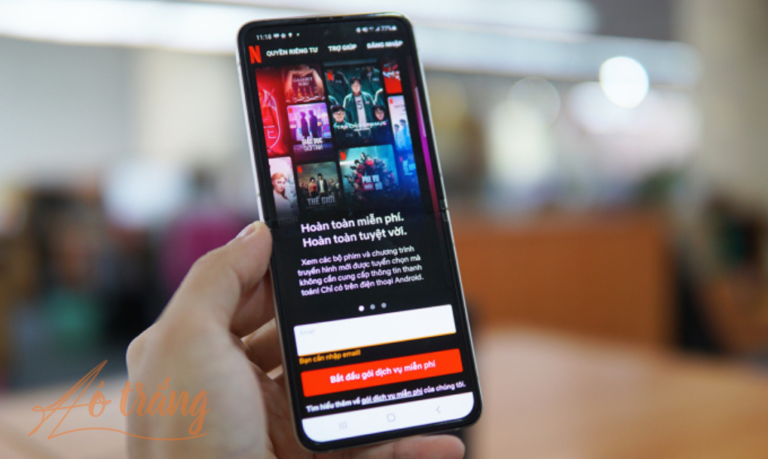 11:18
77%
N QUYỀN RIÊNG TƯ TRỢ GIÚP ĐĂNG NHẬP
THẾ GIỚI
Hoàn toàn miễn phí.
Hoàn toàn tuyệt vời.
Xem các bộ phim và chương trình
truyền hình mới được tuyển chọn mà
không cần cung cấp thông tin thanh
toán! Chỉ có trên điện thoại Android.
Email
Bạn cần nhập email!
Bắt đầu gói dịch vụ miễn phí
Tìm hiểu thêm về gói dịch vụ miễn phí của chúng tôi.
Áo trắng